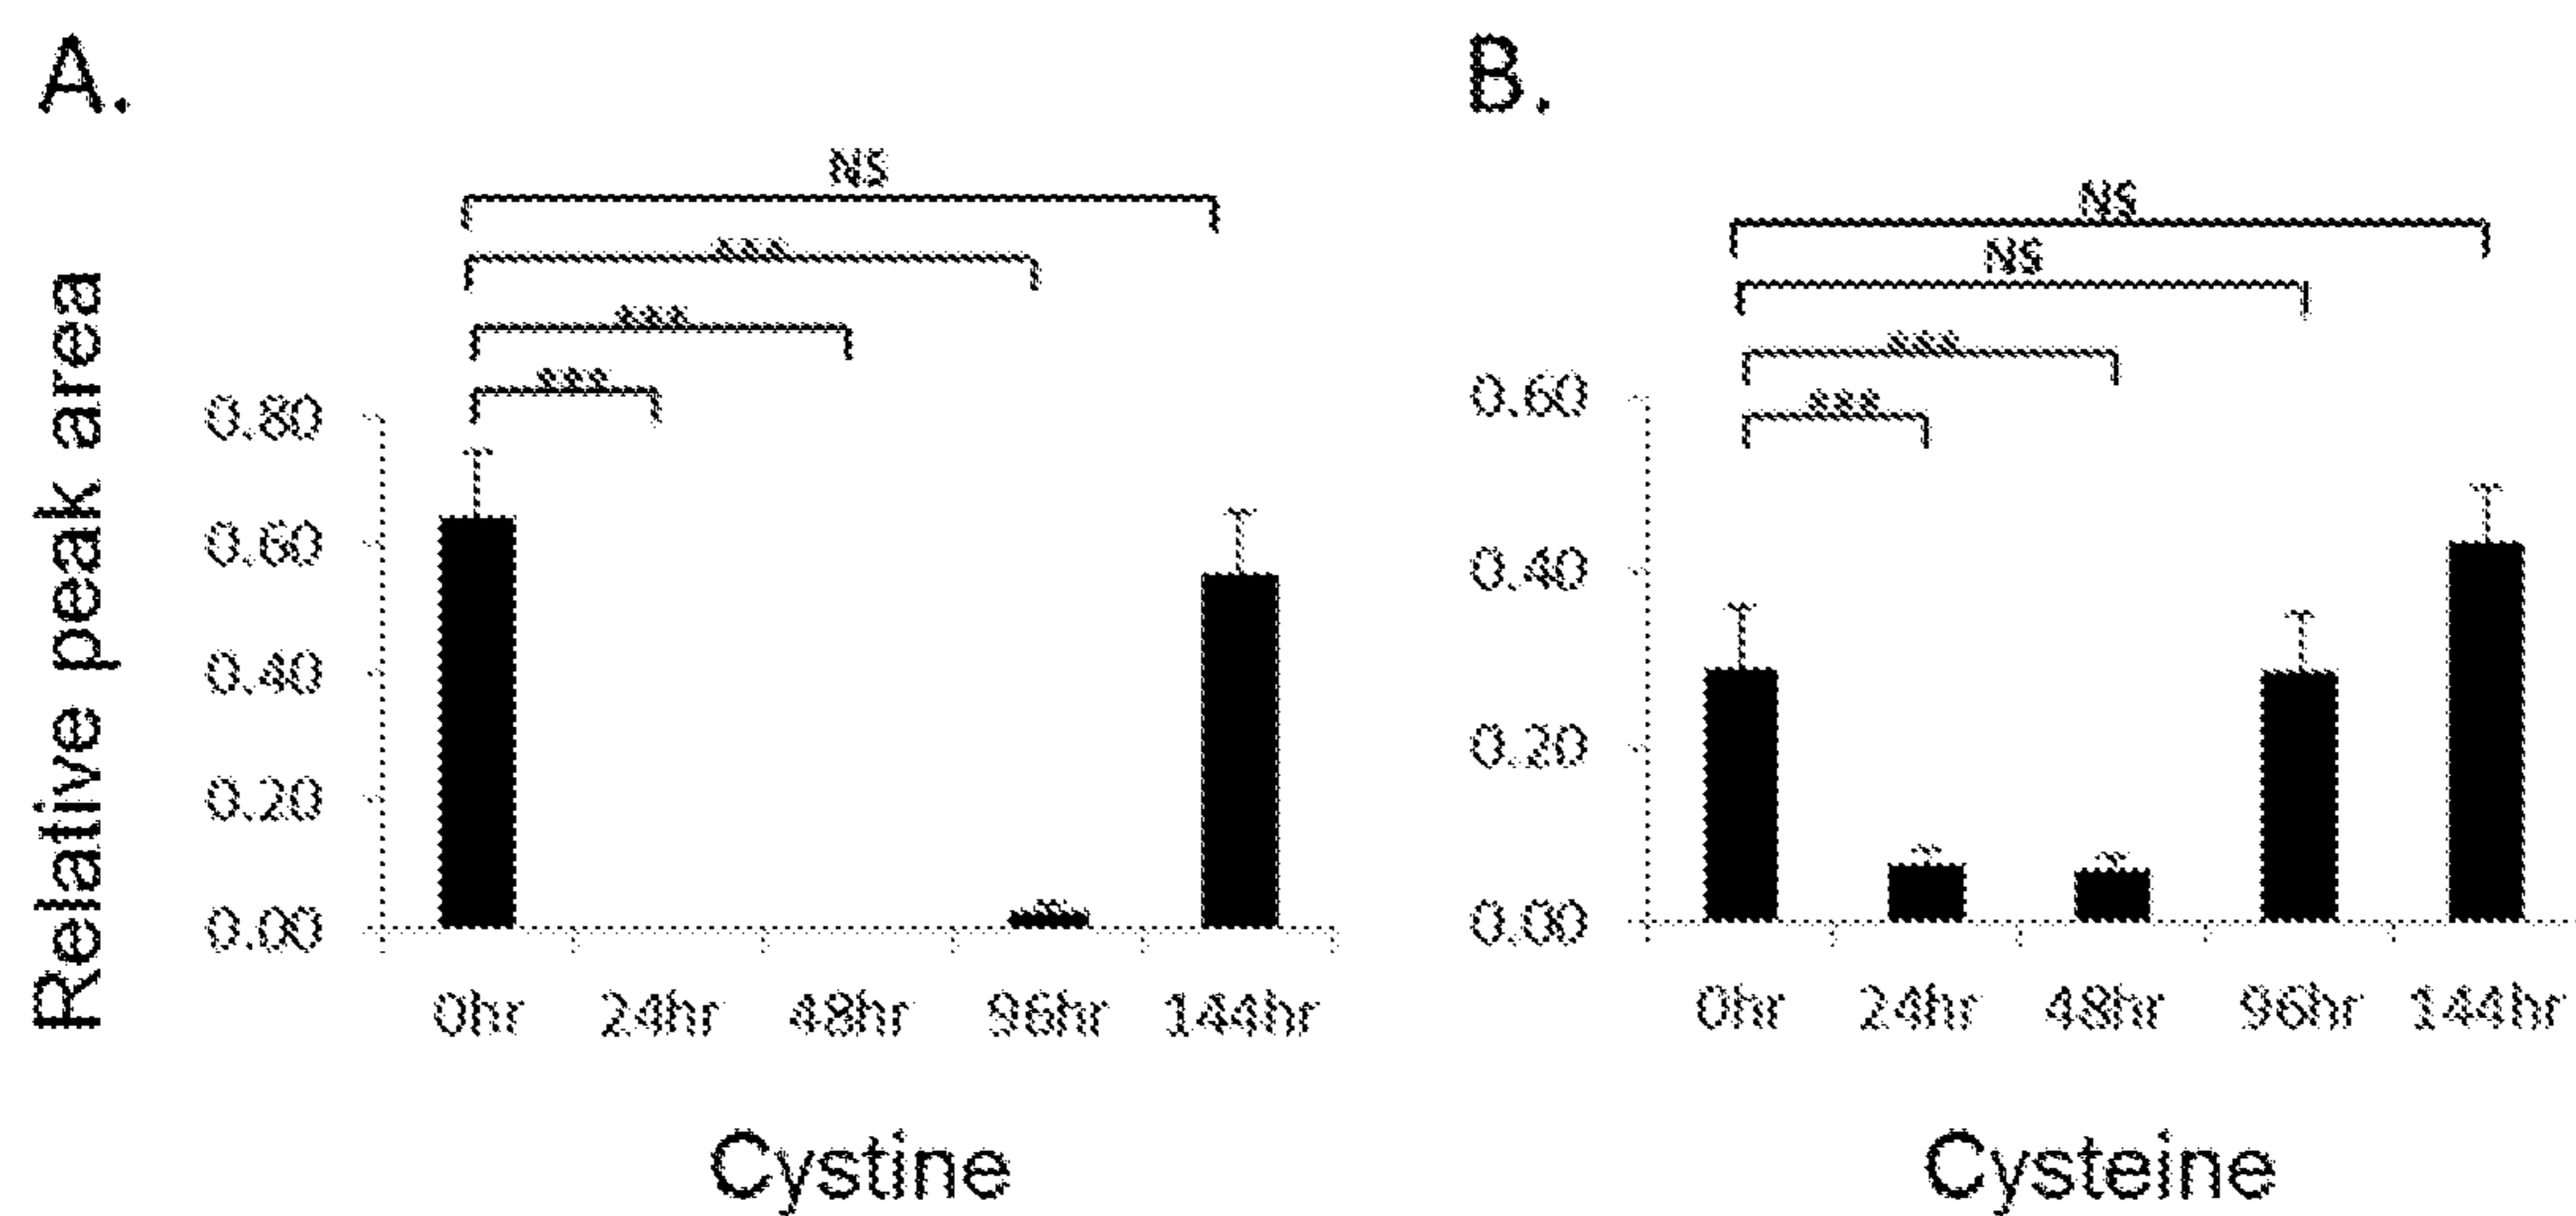 A.
NS
***
***
***
Relative peak area
0.80
0.60
0.40
0.20
0.00
0hr 24hr 48hr 96hr 144hr
Cystine
B.
NS
NS
***
***
0.60
0.40
0.20
0.00
0hr 24hr 48hr 96hr 144hr
Cysteine